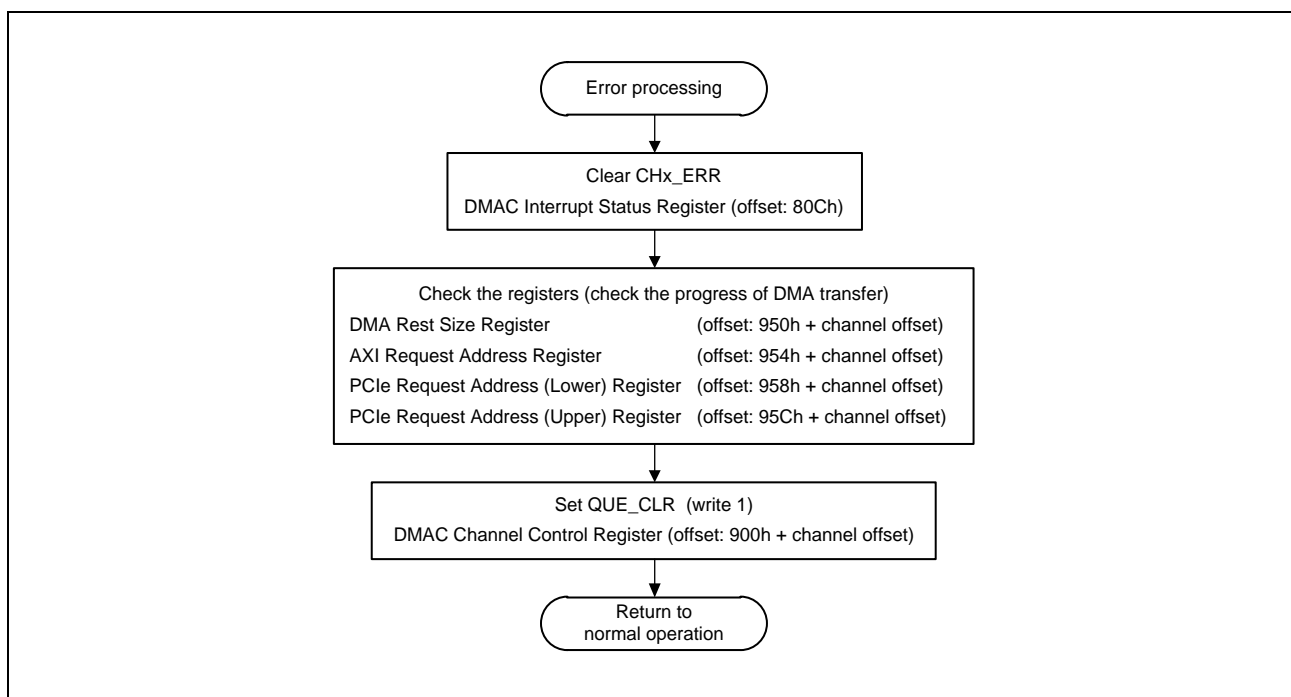 Error processing
Clear CHx_ERR
DMAC Interrupt Status Register (offset: 80Ch)
Check the registers (check the progress of DMA transfer)
DMA Rest Size Register (offset: 950h + channel offset)
AXI Request Address Register (offset: 954h + channel offset)
PCIe Request Address (Lower) Register (offset: 958h + channel offset)
PCIe Request Address (Upper) Register (offset: 95Ch + channel offset)
Set QUE_CLR (write 1)
DMAC Channel Control Register (offset: 900h + channel offset)
Return to
normal operation